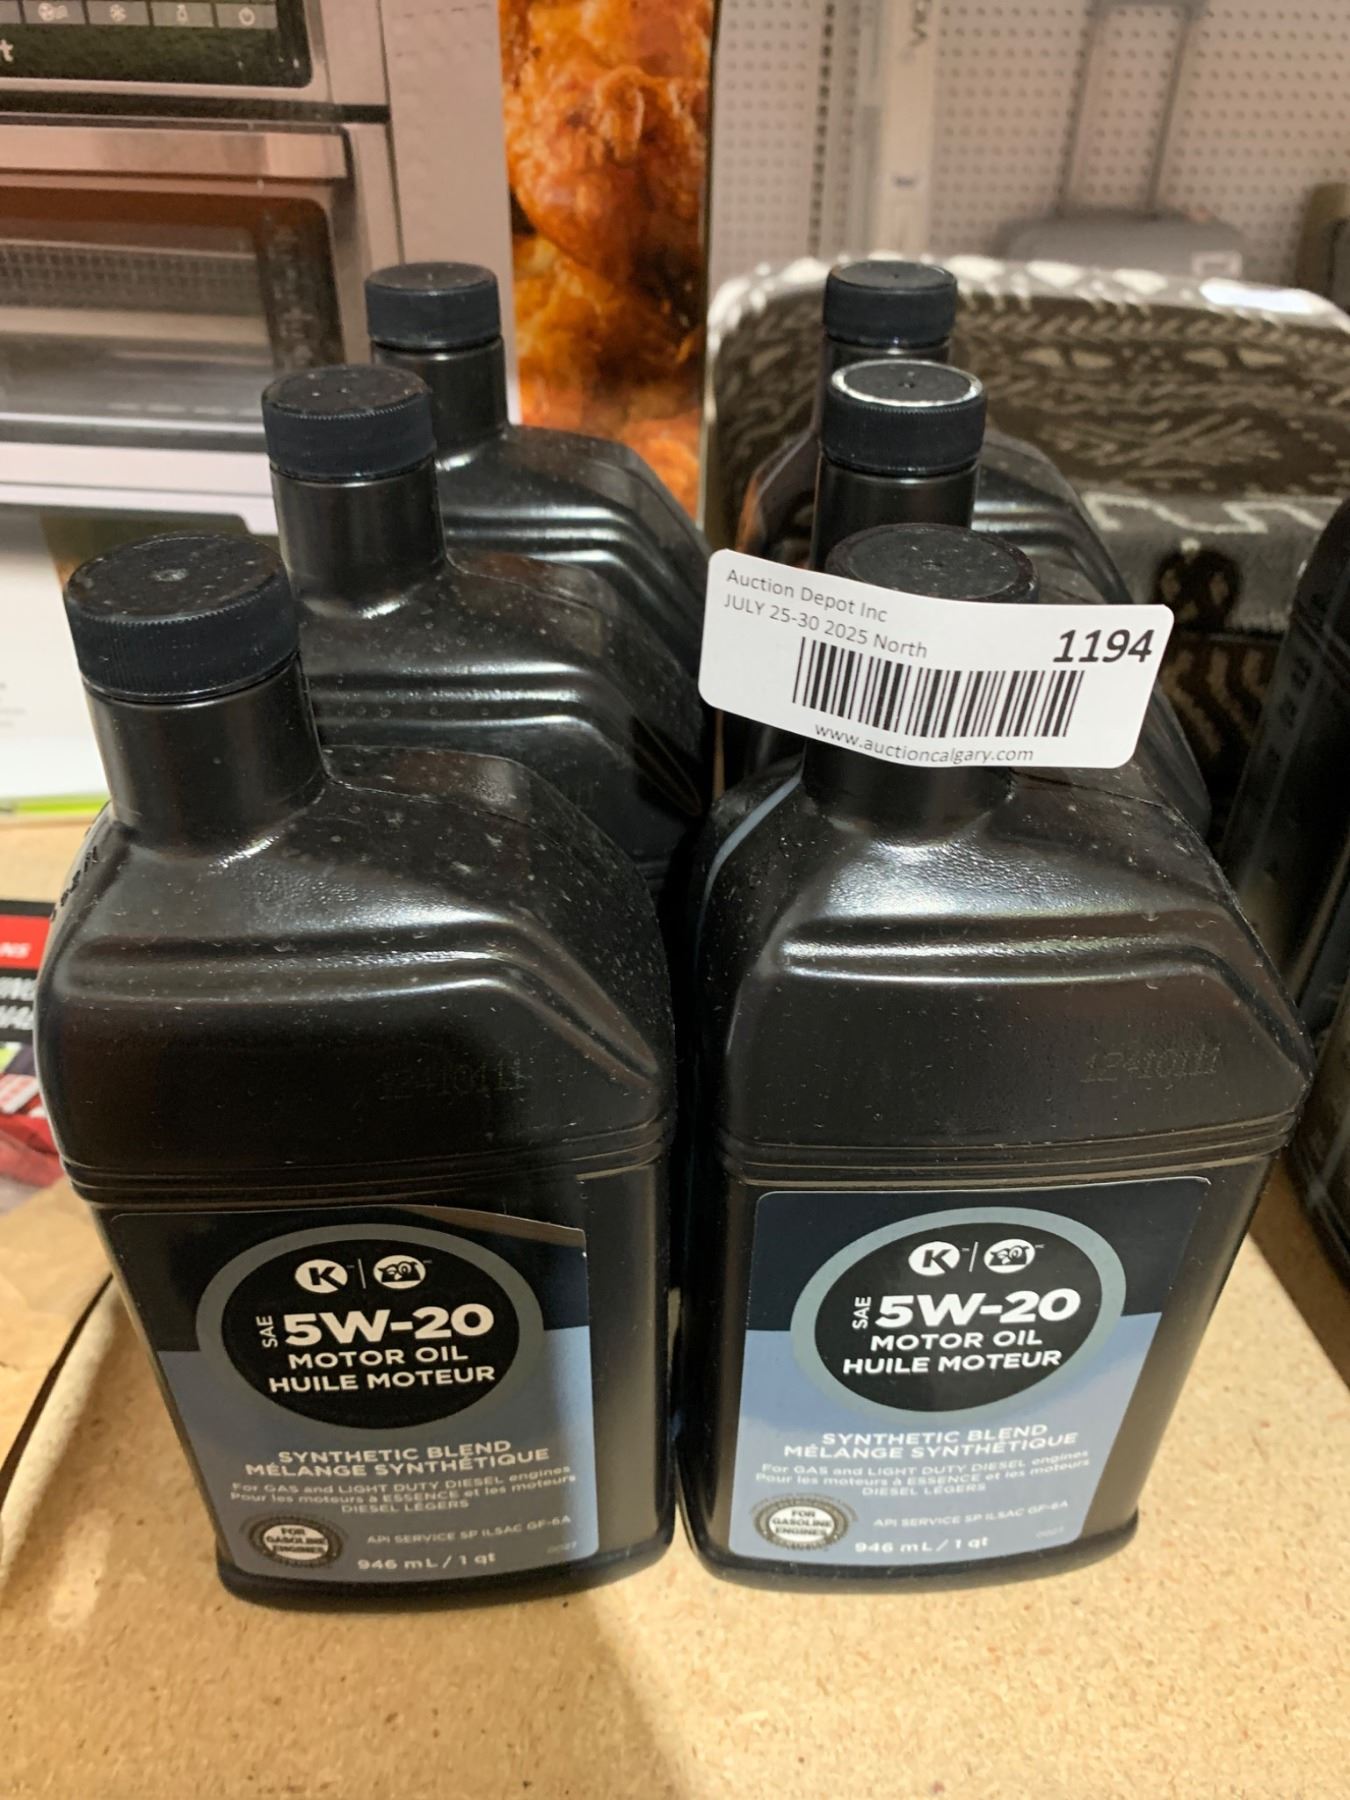 Auction Depot Inc
JULY 25-30 2025 North
1194
www.auctioncalgary.com
K
SAE 5W-20
MOTOR OIL
HUILE MOTEUR
SYNTHETIC BLEND
MÉLANGE SYNTHÉTIQUE
For GAS and LIGHT DUTY DIESEL engines
Pour les moteurs à ESSENCE et les moteurs
DIESEL LÉGERS
FOR
GASOLINE
ENGINES
API SERVICE SP ILSAC GF-6A
946 mL / 1 qt
K
SAE 5W-20
MOTOR OIL
HUILE MOTEUR
SYNTHETIC BLEND
MÉLANGE SYNTHÉTIQUE
For GAS and LIGHT DUTY DIESEL engines
Pour les moteurs à ESSENCE et les moteurs
DIESEL LÉGERS
FOR
GASOLINE
ENGINES
API SERVICE SP ILSAC GF-6A
946 mL / 1 qt